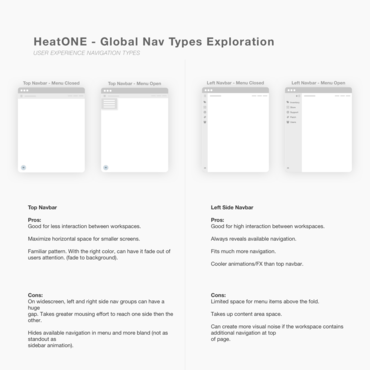 HeatONE - Global Nav Types Exploration
USER EXPERIENCE NAVIGATION TYPES
Top Navbar - Menu Closed
Top Navbar - Menu Open
Left Navbar - Menu Closed
Left Navbar - Menu Open
Top Navbar
Pros:
Good for less interaction between workspaces.
Maximize horizontal space for smaller screens.
Familiar pattern. With the right color, can have it fade out of
users attention. (fade to background).
Cons:
On widescreen, left and right side nav groups can have a
huge
gap. Takes greater mousing effort to reach one side then the
other.
Hides available navigation in menu and more bland (not as
standout as
sidebar animation).
Left Side Navbar
Pros:
Good for high interaction between workspaces.
Always reveals available navigation.
Fits much more navigation.
Cooler animations/FX than top navbar.
Cons:
Limited space for menu items above the fold.
Takes up content area space.
Can create more visual noise if the workspace contains
additional navigation at top
of page.